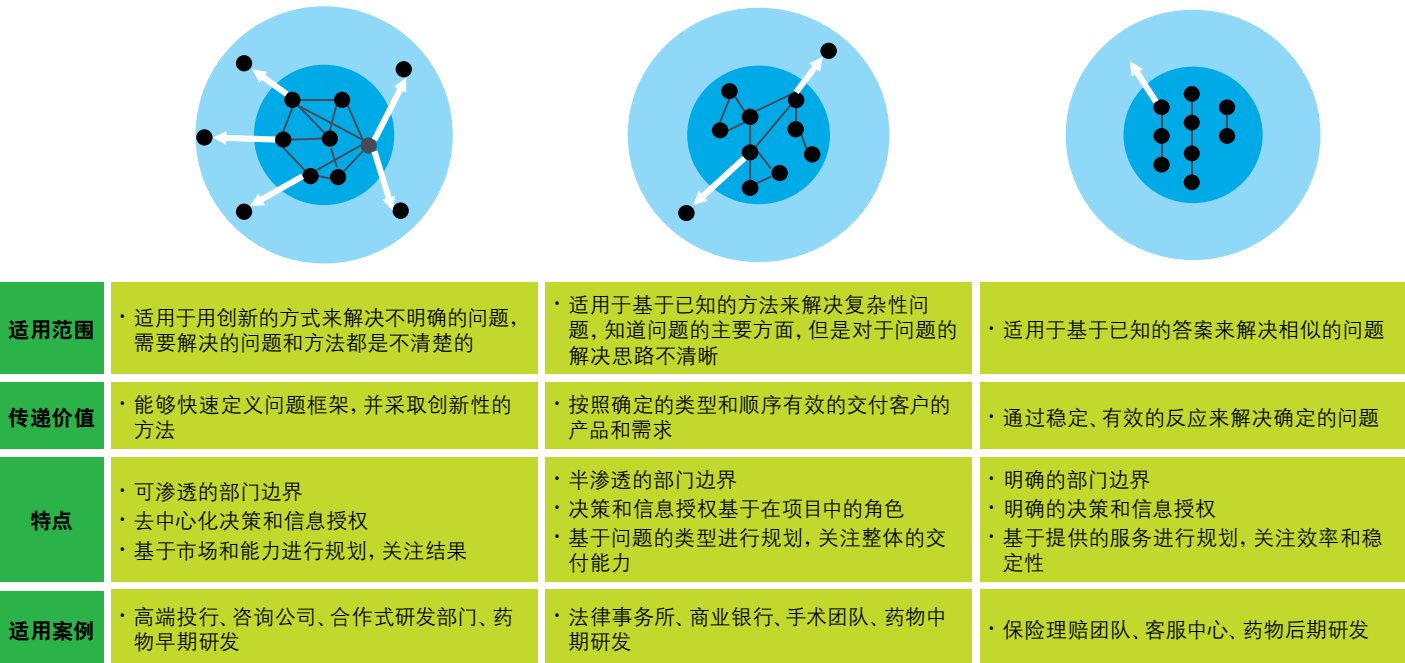 适用范围
· 适用于用创新的方式来解决不明确的问题，
需要解决的问题和方法都是不清楚的
· 适用于基于已知的方法来解决复杂性问
题，知道问题的主要方面，但是对于问题的
解决思路不清晰
· 适用于基于已知的答案来解决相似的问题
传递价值
· 能够快速定义问题框架，并采取创新性的
方法
· 按照确定的类型和顺序有效的交付客户的
产品和需求
· 通过稳定、有效的反应来解决确定的问题
特点
· 可渗透的部门边界
· 去中心化决策和信息授权
· 基于市场和能力进行规划，关注结果
· 半渗透的部门边界
· 决策和信息授权基于在项目中的角色
· 基于问题的类型进行规划，关注整体的交
付能力
· 明确的部门边界
· 明确的决策和信息授权
· 基于提供的服务进行规划，关注效率和稳
定性
适用案例
· 高端投行、咨询公司、合作式研发部门、药
物早期研发
· 法律事务所、商业银行、手术团队、药物中
期研发
· 保险理赔团队、客服中心、药物后期研发